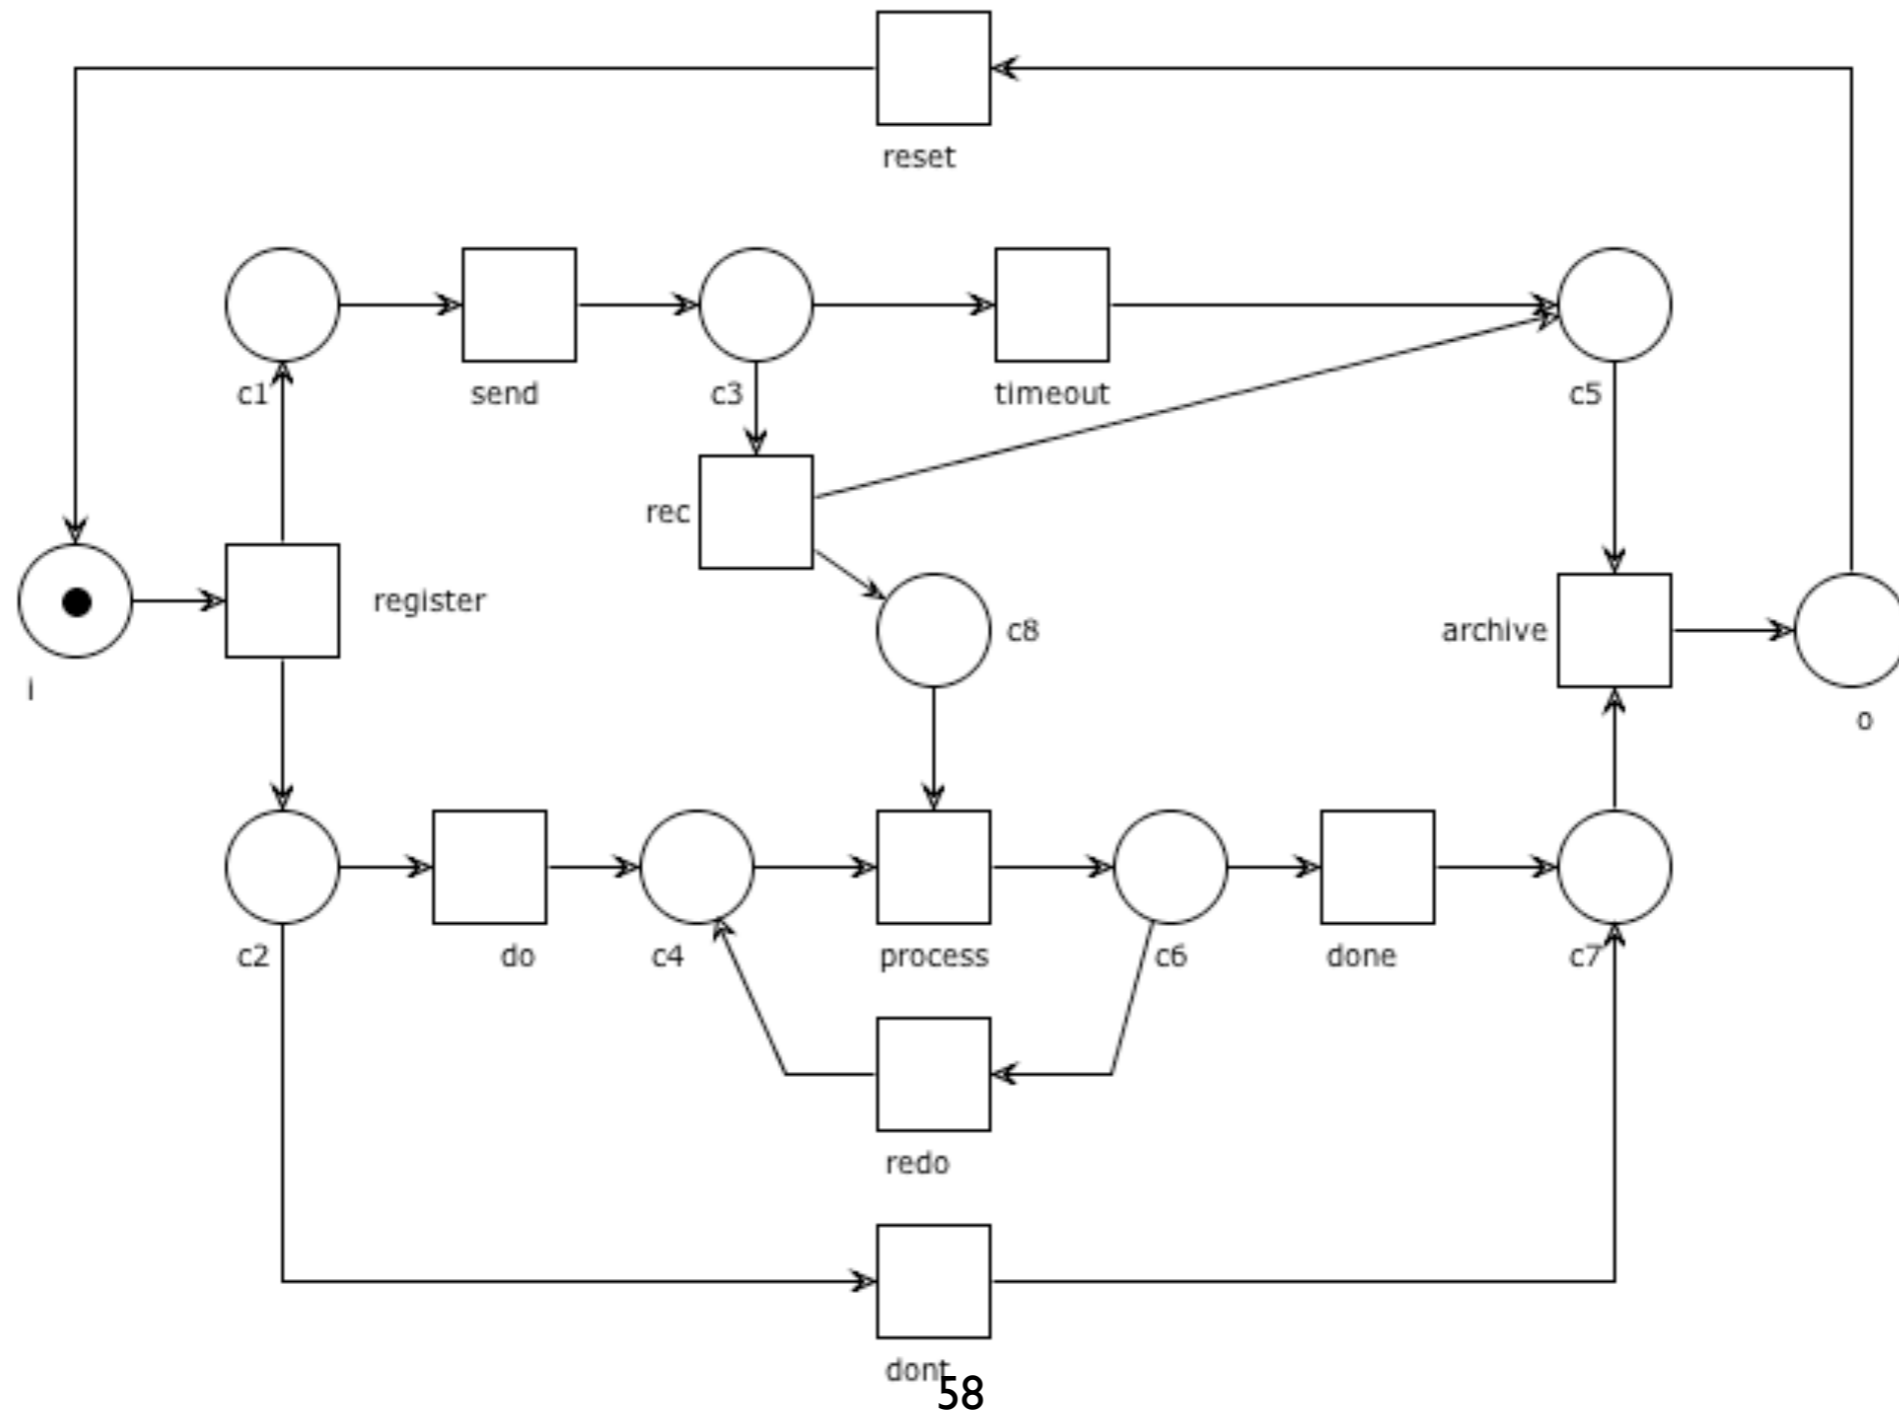 reset
c1
send
c3
timeout
c5
rec
register
c8
archive
i
o
c2
do
c4
process
c6
done
c7
redo
dont
58